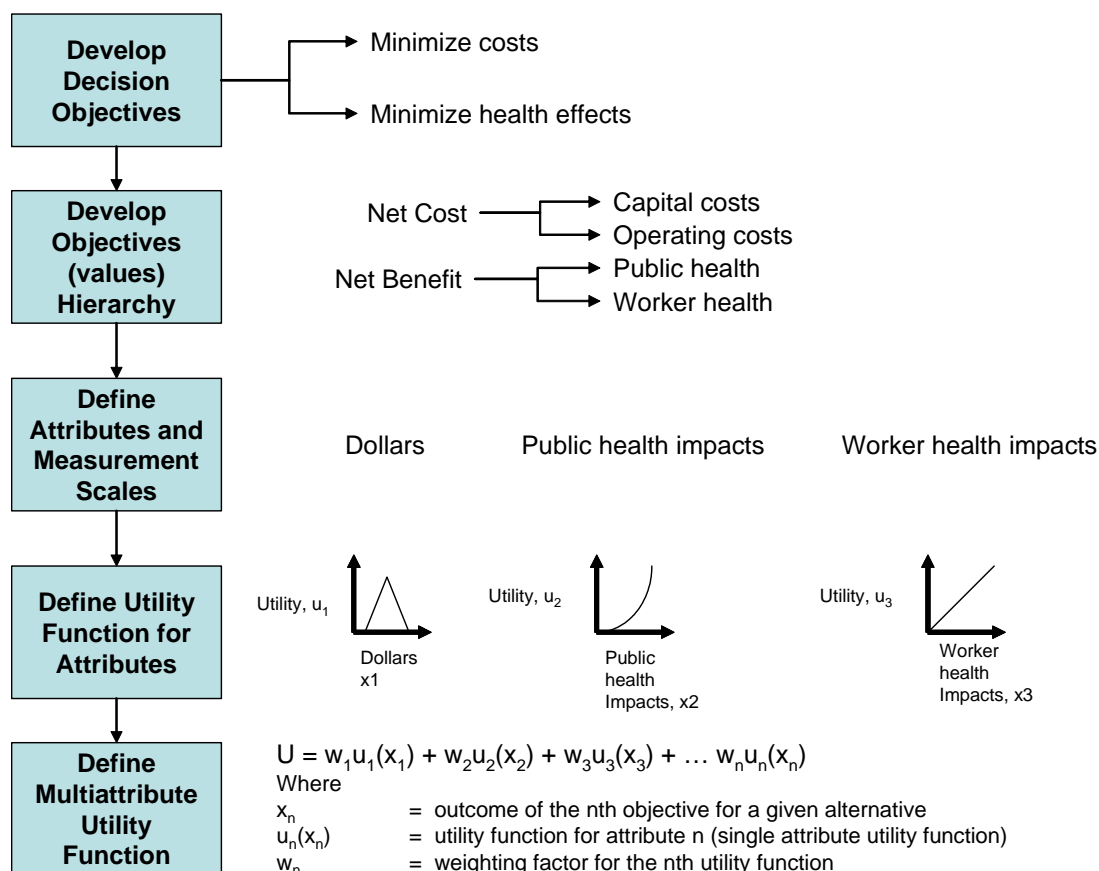 Develop
Decision
Objectives
Minimize costs
Minimize health effects
Develop
Objectives
(values)
Hierarchy
Net Cost
Capital costs
Operating costs
Net Benefit
Public health
Worker health
Define
Attributes and
Measurement
Scales
Dollars
Public health impacts
Worker health impacts
Define Utility
Function for
Attributes
Utility, u₁
Dollars
x1
Utility, u₂
Public
health
Impacts, x2
Utility, u₃
Worker
health
Impacts, x3
Define
Multiattribute
Utility
Function
U = w₁u₁(x₁) + w₂u₂(x₂) + w₃u₃(x₃) + … wₙuₙ(xₙ)
Where
xₙ = outcome of the nth objective for a given alternative
uₙ(xₙ) = utility function for attribute n (single attribute utility function)
wₙ = weighting factor for the nth utility function